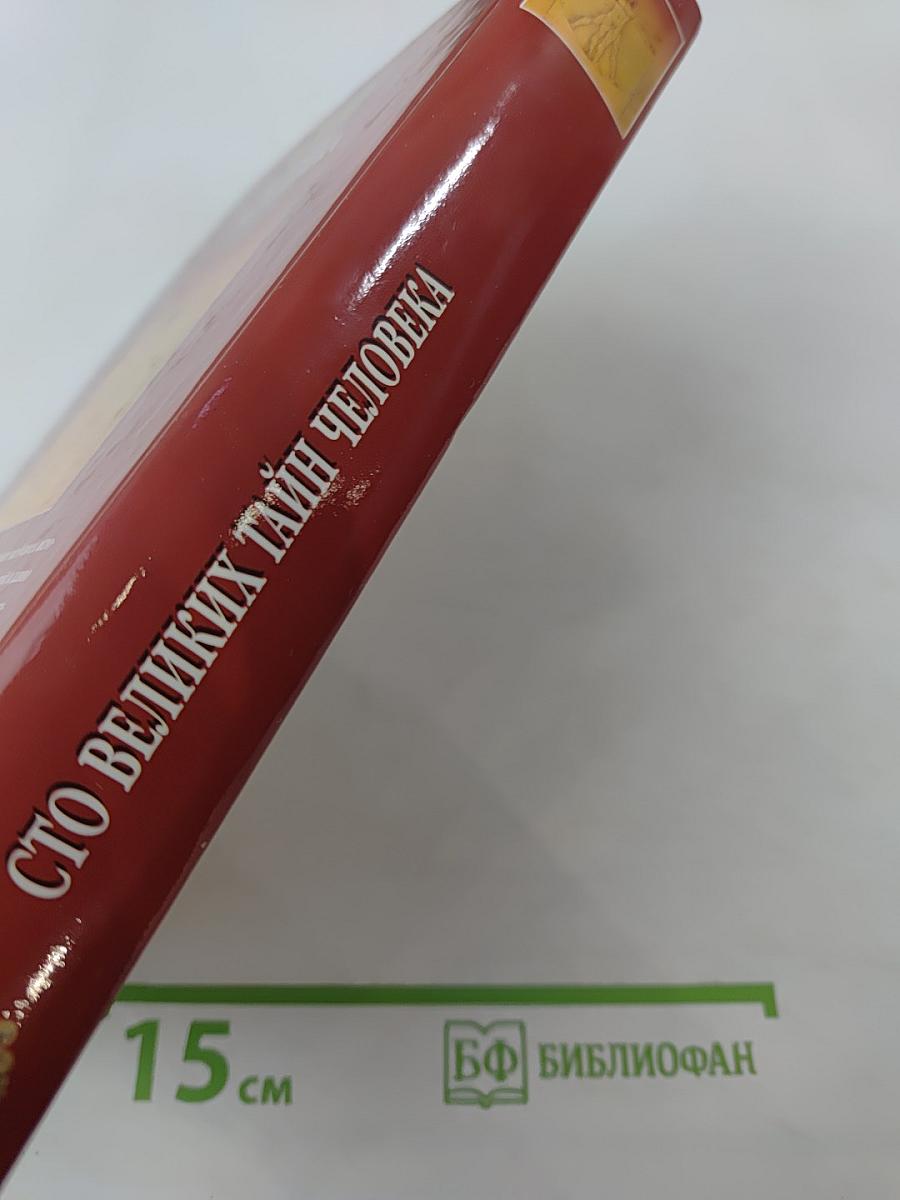 СТО ВЕЛИКИХ ТАЙН ЧЕЛОВЕКА
15 см
БФ БИБЛИОФАН